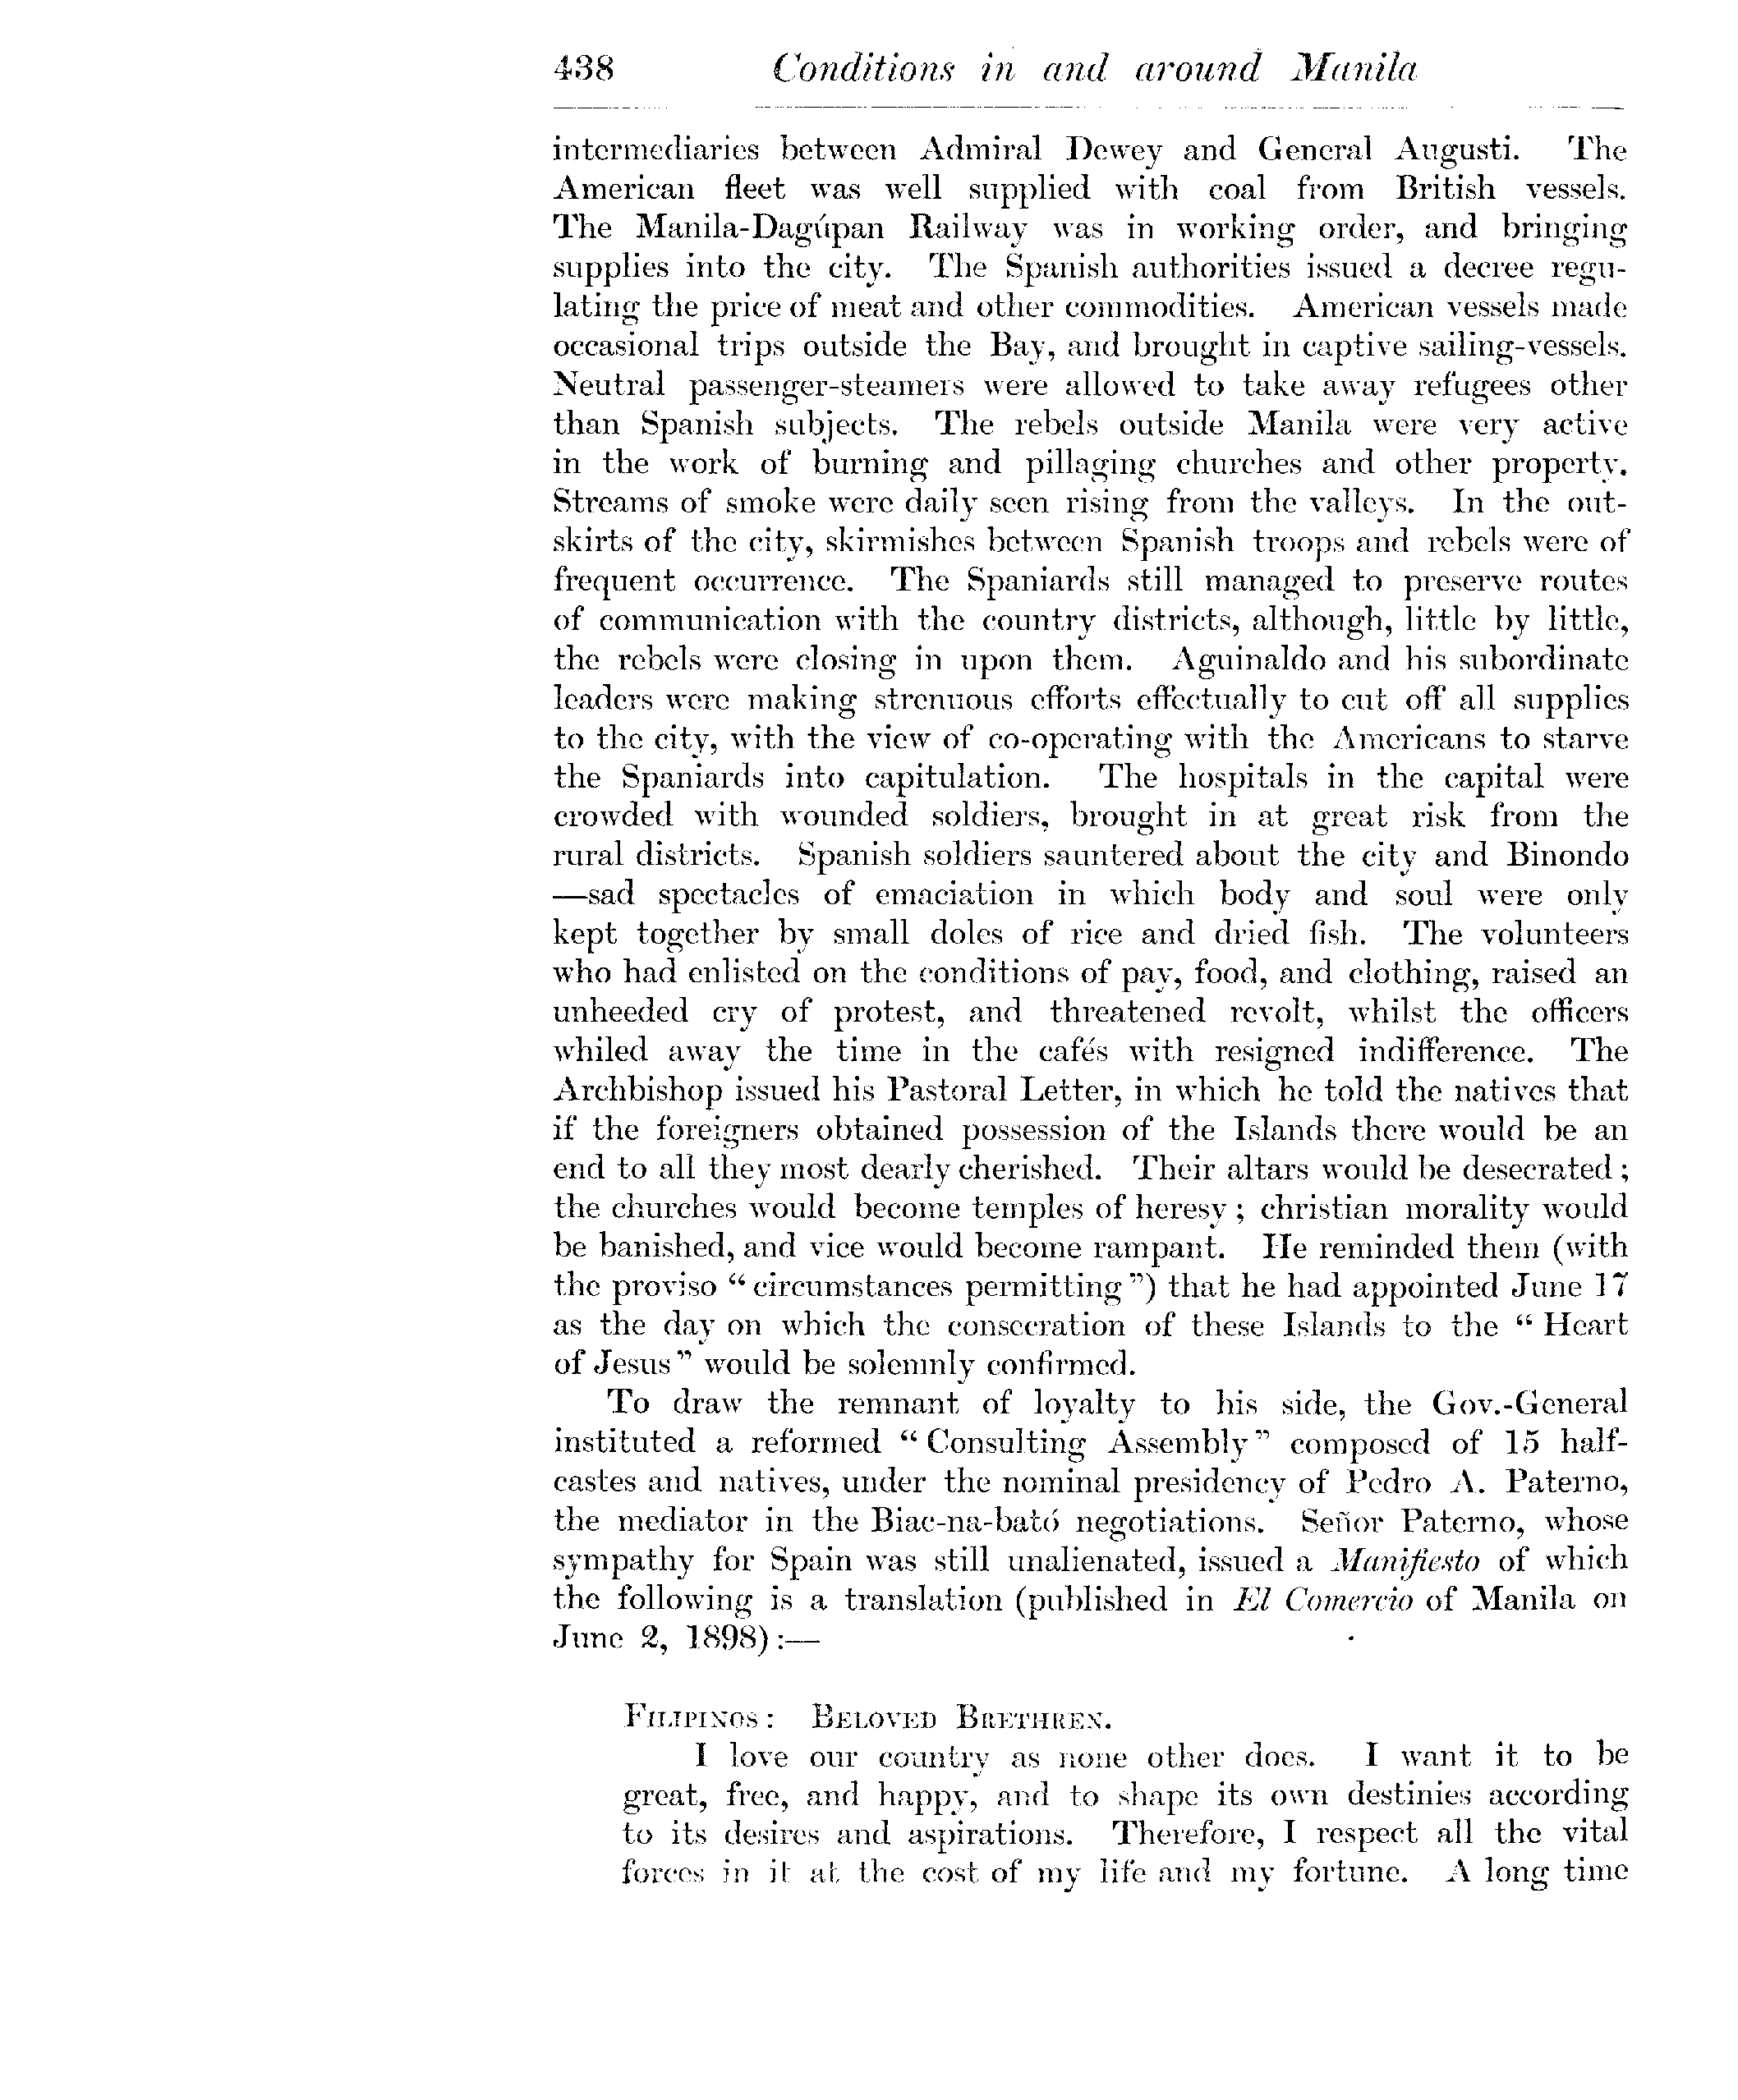 438 Conditions in and around Manila
intermediaries between Admiral Dewey and General Augusti. The
American fleet was well supplied with coal from British vessels.
The Manila-Dagúpan Railway was in working order, and bringing
supplies into the city. The Spanish authorities issued a decree regu-
lating the price of meat and other commodities. American vessels made
occasional trips outside the Bay, and brought in captive sailing-vessels.
Neutral passenger-steamers were allowed to take away refugees other
than Spanish subjects. The rebels outside Manila were very active
in the work of burning and pillaging churches and other property.
Streams of smoke were daily seen rising from the valleys. In the out-
skirts of the city, skirmishes between Spanish troops and rebels were of
frequent occurrence. The Spaniards still managed to preserve routes
of communication with the country districts, although, little by little,
the rebels were closing in upon them. Aguinaldo and his subordinate
leaders were making strenuous efforts effectually to cut off all supplies
to the city, with the view of co-operating with the Americans to starve
the Spaniards into capitulation. The hospitals in the capital were
crowded with wounded soldiers, brought in at great risk from the
rural districts. Spanish soldiers sauntered about the city and Binondo
—sad spectacles of emaciation in which body and soul were only
kept together by small doles of rice and dried fish. The volunteers
who had enlisted on the conditions of pay, food, and clothing, raised an
unheeded cry of protest, and threatened revolt, whilst the officers
whiled away the time in the cafés with resigned indifference. The
Archbishop issued his Pastoral Letter, in which he told the natives that
if the foreigners obtained possession of the Islands there would be an
end to all they most dearly cherished. Their altars would be desecrated ;
the churches would become temples of heresy ; christian morality would
be banished, and vice would become rampant. He reminded them (with
the proviso “ circumstances permitting ”) that he had appointed June 17
as the day on which the consecration of these Islands to the “ Heart
of Jesus ” would be solemnly confirmed.
To draw the remnant of loyalty to his side, the Gov.-General
instituted a reformed “ Consulting Assembly ” composed of 15 half-
castes and natives, under the nominal presidency of Pedro A. Paterno,
the mediator in the Biac-na-bató negotiations. Señor Paterno, whose
sympathy for Spain was still unalienated, issued a Manifiesto of which
the following is a translation (published in El Comercio of Manila on
June 2, 1898) :—
FILIPINOS : BELOVED BRETHREN.
I love our country as none other does. I want it to be
great, free, and happy, and to shape its own destinies according
to its desires and aspirations. Therefore, I respect all the vital
forces in it at the cost of my life and my fortune. A long time